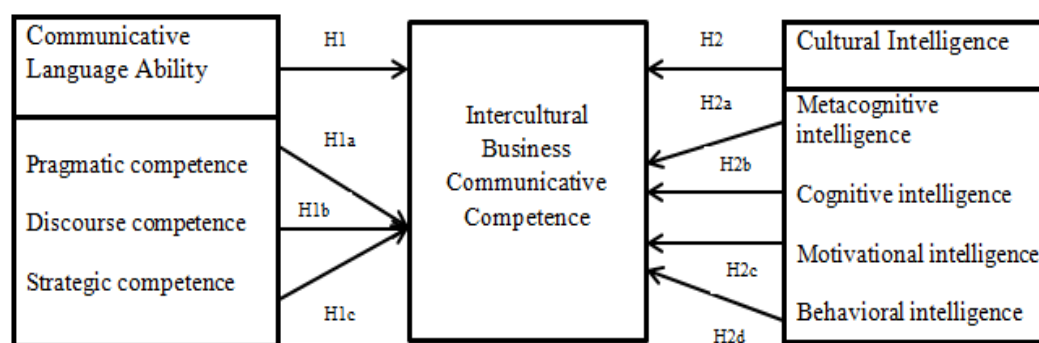 Communicative
Language Ability
Pragmatic competence
Discourse competence
Strategic competence
H1
H1a
H1b
H1c
Intercultural
Business
Communicative
Competence
H2
H2a
H2b
H2c
H2d
Cultural Intelligence
Metacognitive
intelligence
Cognitive intelligence
Motivational intelligence
Behavioral intelligence